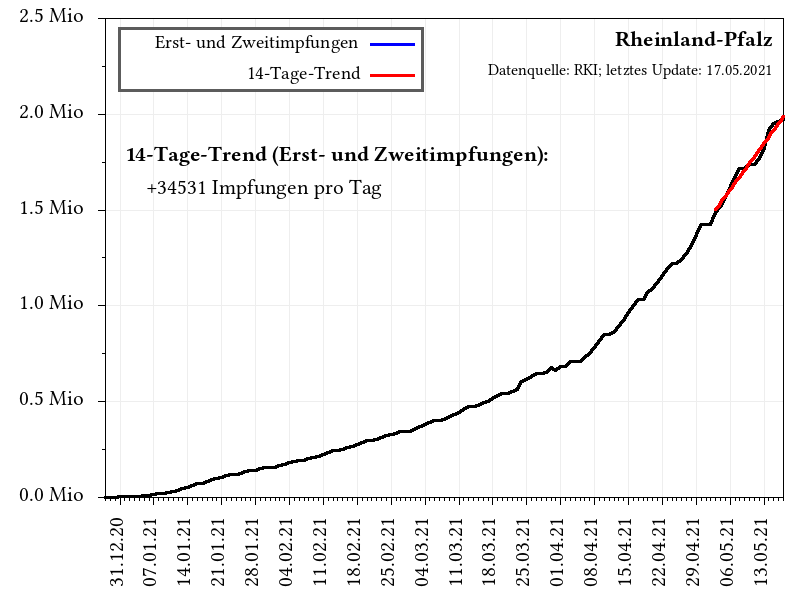 2.5 Mio
2.0 Mio
1.5 Mio
1.0 Mio
0.5 Mio
0.0 Mio
Erst- und Zweitimpfungen
14-Tage-Trend
Rheinland-Pfalz
Datenquelle: RKI; letztes Update: 17.05.2021
14-Tage-Trend (Erst- und Zweitimpfungen):
+34531 Impfungen pro Tag
31.12.20
07.01.21
14.01.21
21.01.21
28.01.21
04.02.21
11.02.21
18.02.21
25.02.21
04.03.21
11.03.21
18.03.21
25.03.21
01.04.21
08.04.21
15.04.21
22.04.21
29.04.21
06.05.21
13.05.21